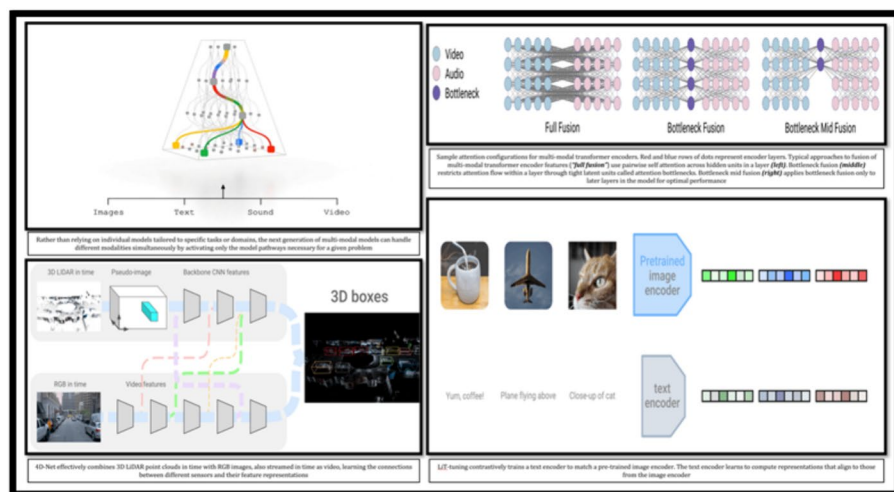 Images Text Sound Video
Rather than relying on individual models tailored to specific tasks or domains, the next generation of multi-modal models can handle
different modalities simultaneously by activating only the model pathways necessary for a given problem
Video
Audio
Bottleneck
Full Fusion Bottleneck Fusion Bottleneck Mid Fusion
Sample attention configurations for multi-modal transformer encoders. Red and blue rows of dots represent encoder layers. Typical approaches to fusion of
multi-modal transformer encoder features ("full fusion" use pairwise self attention across hidden units in a layer (left). Bottleneck fusion (middle)
restricts attention flow within a layer through tight latent units called attention bottlenecks. Bottleneck mid fusion (right) applies bottleneck fusion only to
later layers in the model for optimal performance
3D LIDAR in time Pseudo-image Backbone CNN features
3D boxes
RGB in time Video features
4D-Net effectively combines 3D LiDAR point clouds in time with RGB images, also streamed in time as video, learning the connections
between different sensors and their feature representations
Pretrained
image
encoder
Yum, coffee! Plane flying above Close-up of cat
text
encoder
LiT-tuning contrastively trains a text encoder to match a pre-trained image encoder. The text encoder learns to compute representations that align to those
from the image encoder